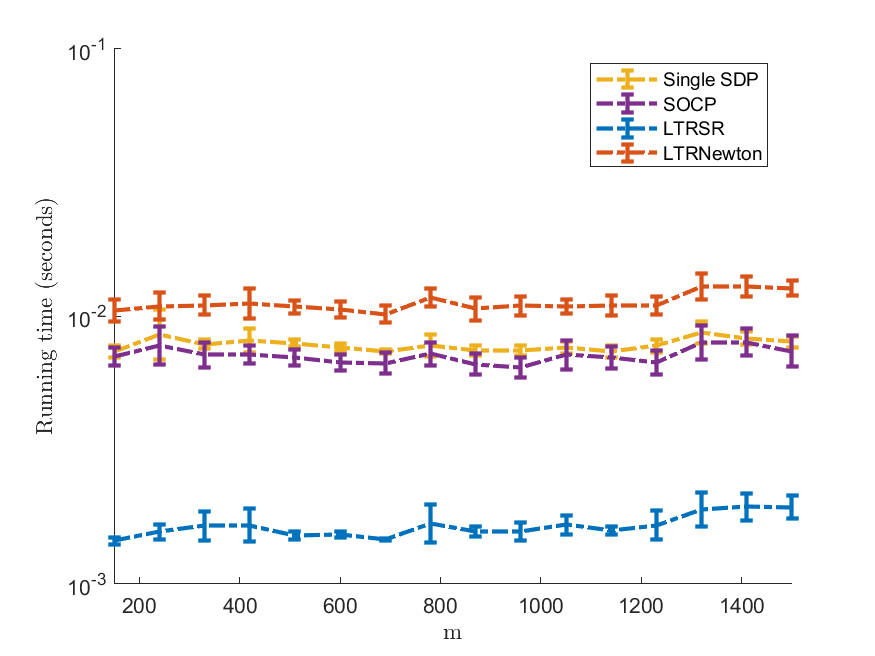 10^-1
Single SDP
SOCP
LTRSR
LTRNewton
Running time (seconds)
10^-2
10^-3
200 400 600 800 1000 1200 1400
m